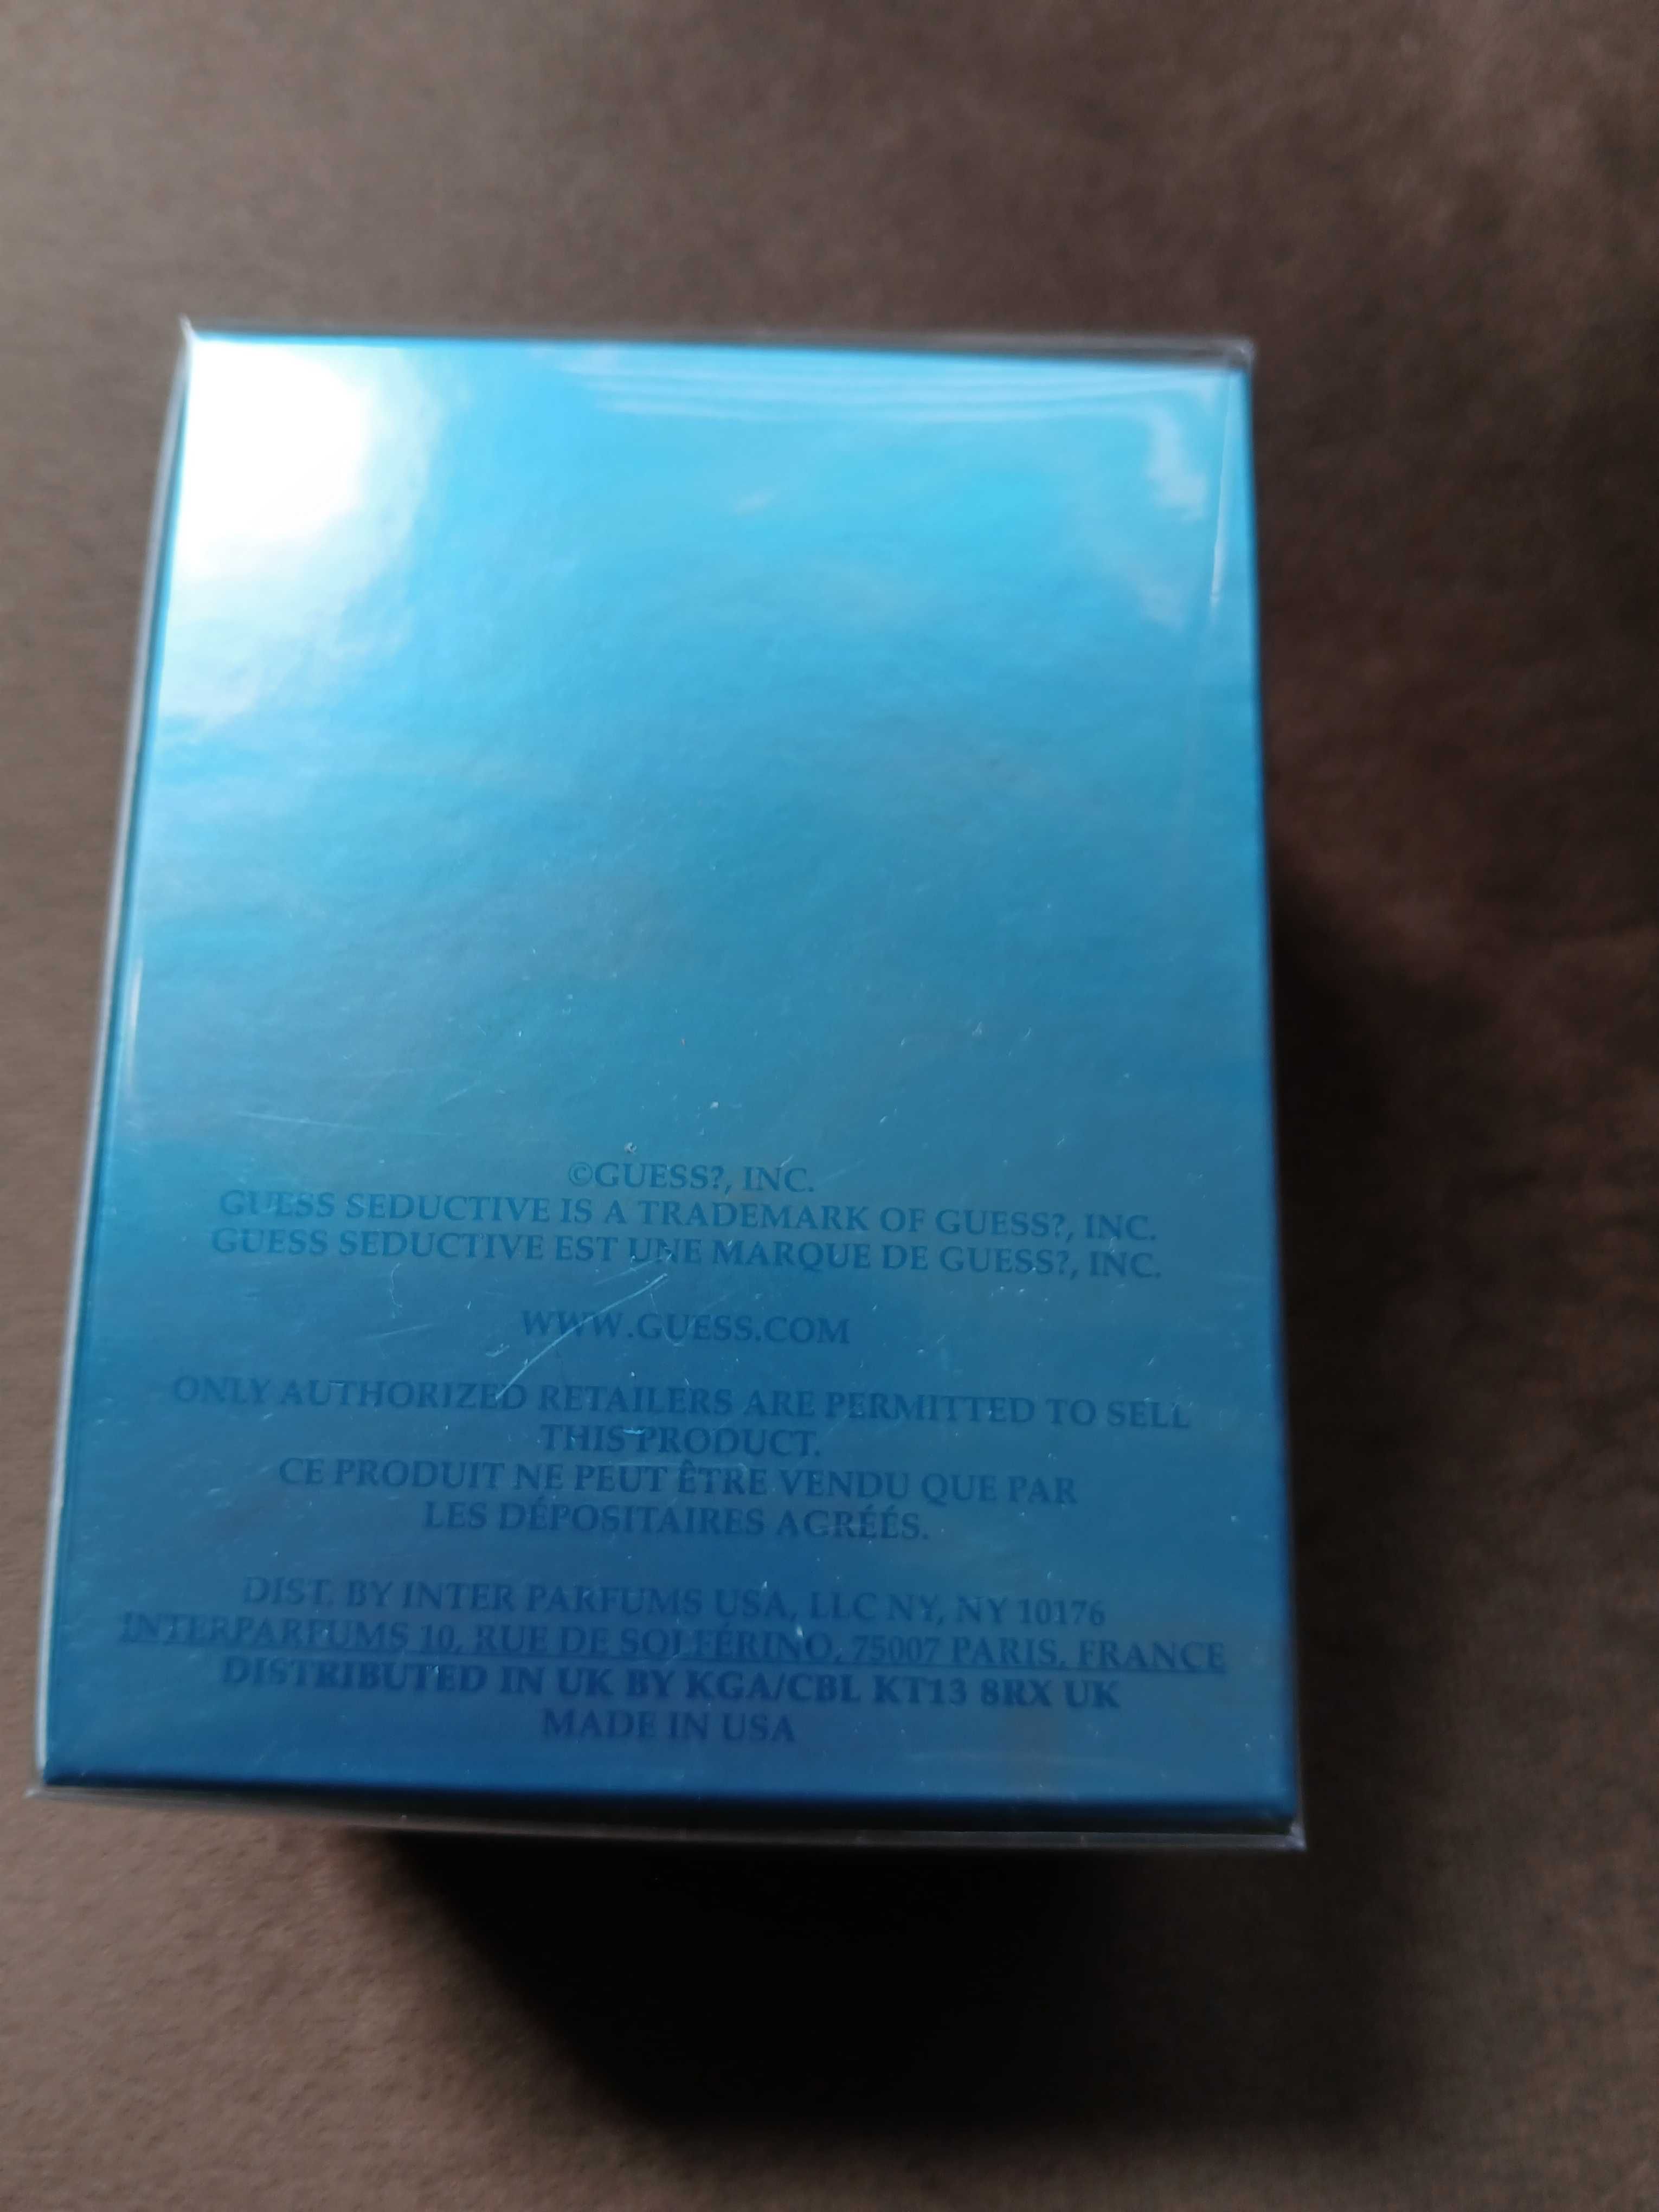 ©GUESS?, INC.
GUESS SEDUCTIVE IS A TRADEMARK OF GUESS?, INC.
GUESS SEDUCTIVE EST UNE MARQUE DE GUESS?, INC.
WWW.GUESS.COM
ONLY AUTHORIZED RETAILERS ARE PERMITTED TO SELL
THIS PRODUCT.
CE PRODUIT NE PEUT ÊTRE VENDU QUE PAR
LES DÉPOSITAIRES AGRÉÉS.
DIST. BY INTER PARFUMS USA, LLC NY, NY 10176
INTERPARFUMS 10, RUE DE SOLFÉRINO, 75007 PARIS, FRANCE
DISTRIBUTED IN UK BY KGA/CBL KT13 8RX UK
MADE IN USA